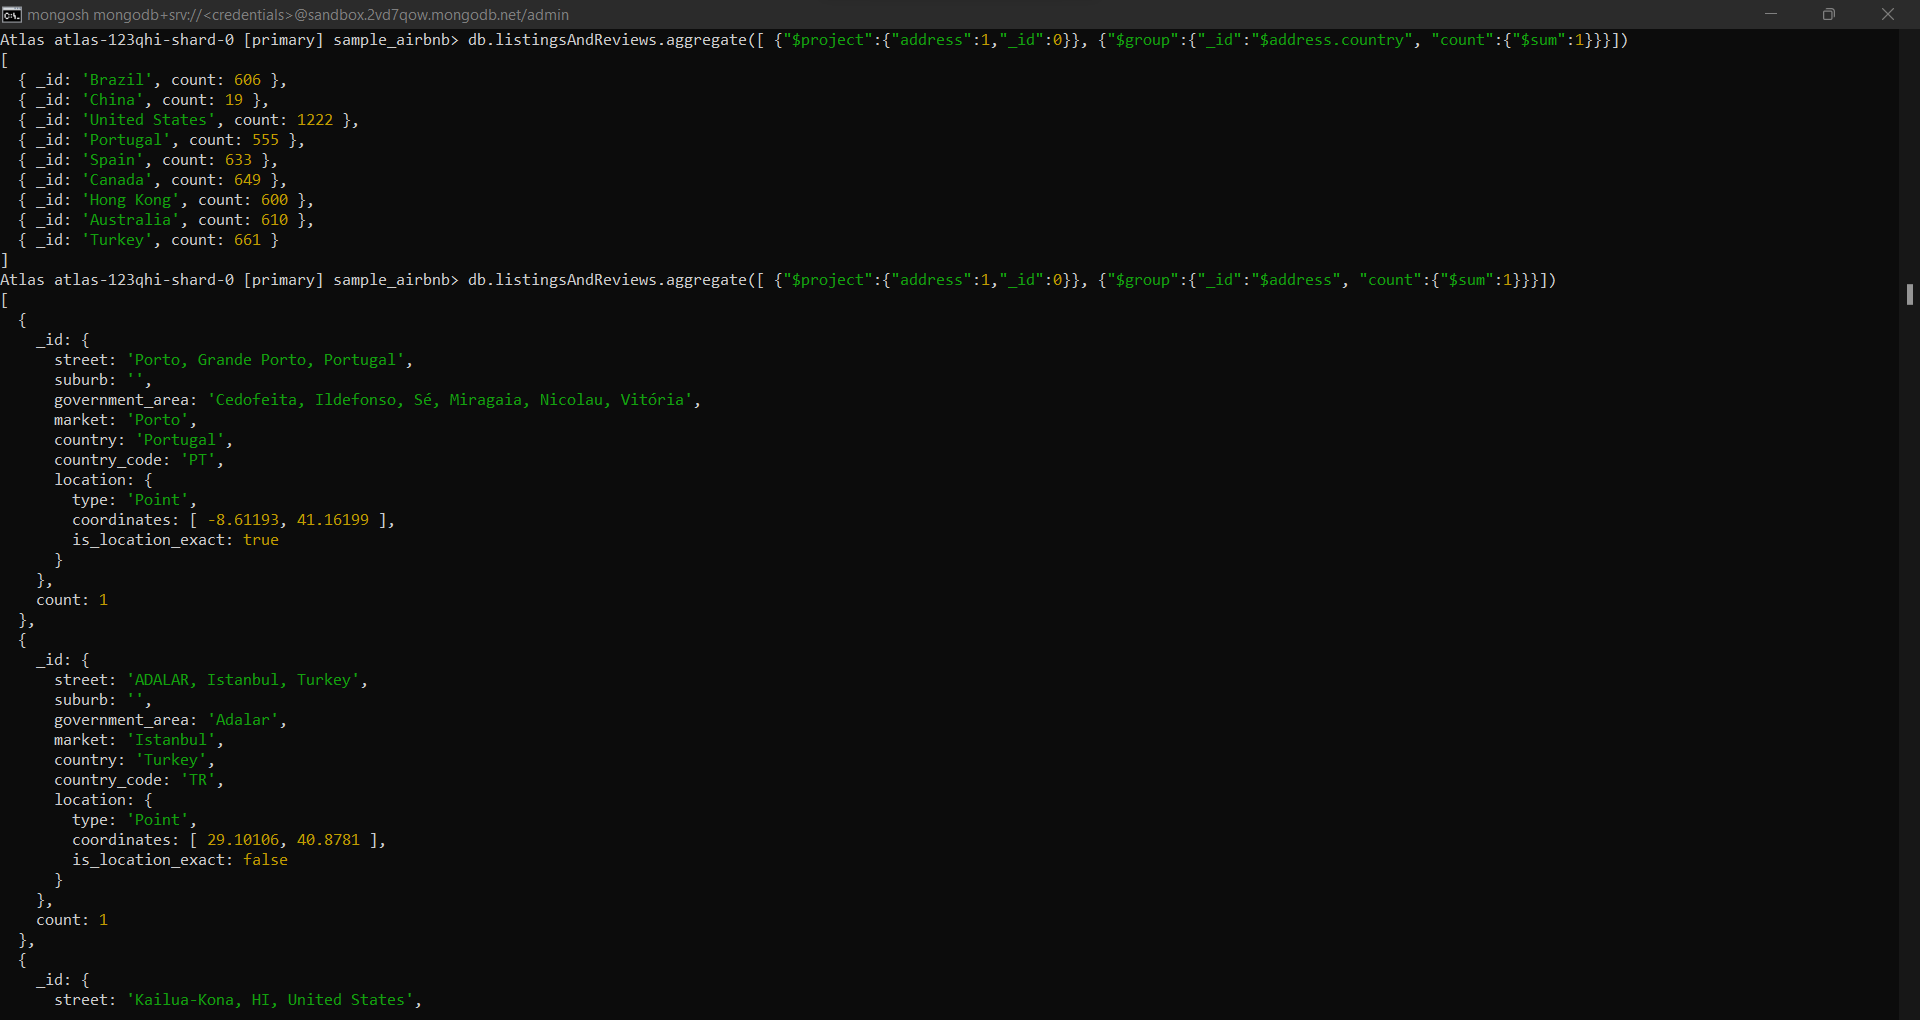 mongosh mongodb+srv://<credentials>@sandbox.2vd7qow.mongodb.net/admin
Atlas atlas-123qhi-shard-0 [primary] sample_airbnb> db.listingsAndReviews.aggregate([ {"$project":{"address":1,"_id":0}}, {"$group":{"_id":"$address.country", "count":{"$sum":1}}}])
[
  { _id: 'Brazil', count: 606 },
  { _id: 'China', count: 19 },
  { _id: 'United States', count: 1222 },
  { _id: 'Portugal', count: 555 },
  { _id: 'Spain', count: 633 },
  { _id: 'Canada', count: 649 },
  { _id: 'Hong Kong', count: 600 },
  { _id: 'Australia', count: 610 },
  { _id: 'Turkey', count: 661 }
]
Atlas atlas-123qhi-shard-0 [primary] sample_airbnb> db.listingsAndReviews.aggregate([ {"$project":{"address":1,"_id":0}}, {"$group":{"_id":"$address", "count":{"$sum":1}}}])
[
  {
    _id: {
      street: 'Porto, Grande Porto, Portugal',
      suburb: '',
      government_area: 'Cedofeita, Ildefonso, Sé, Miragaia, Nicolau, Vitória',
      market: 'Porto',
      country: 'Portugal',
      country_code: 'PT',
      location: {
        type: 'Point',
        coordinates: [ -8.61193, 41.16199 ],
        is_location_exact: true
      }
    },
    count: 1
  },
  {
    _id: {
      street: 'ADALAR, Istanbul, Turkey',
      suburb: '',
      government_area: 'Adalar',
      market: 'Istanbul',
      country: 'Turkey',
      country_code: 'TR',
      location: {
        type: 'Point',
        coordinates: [ 29.10106, 40.8781 ],
        is_location_exact: false
      }
    },
    count: 1
  },
  {
    _id: {
      street: 'Kailua-Kona, HI, United States',